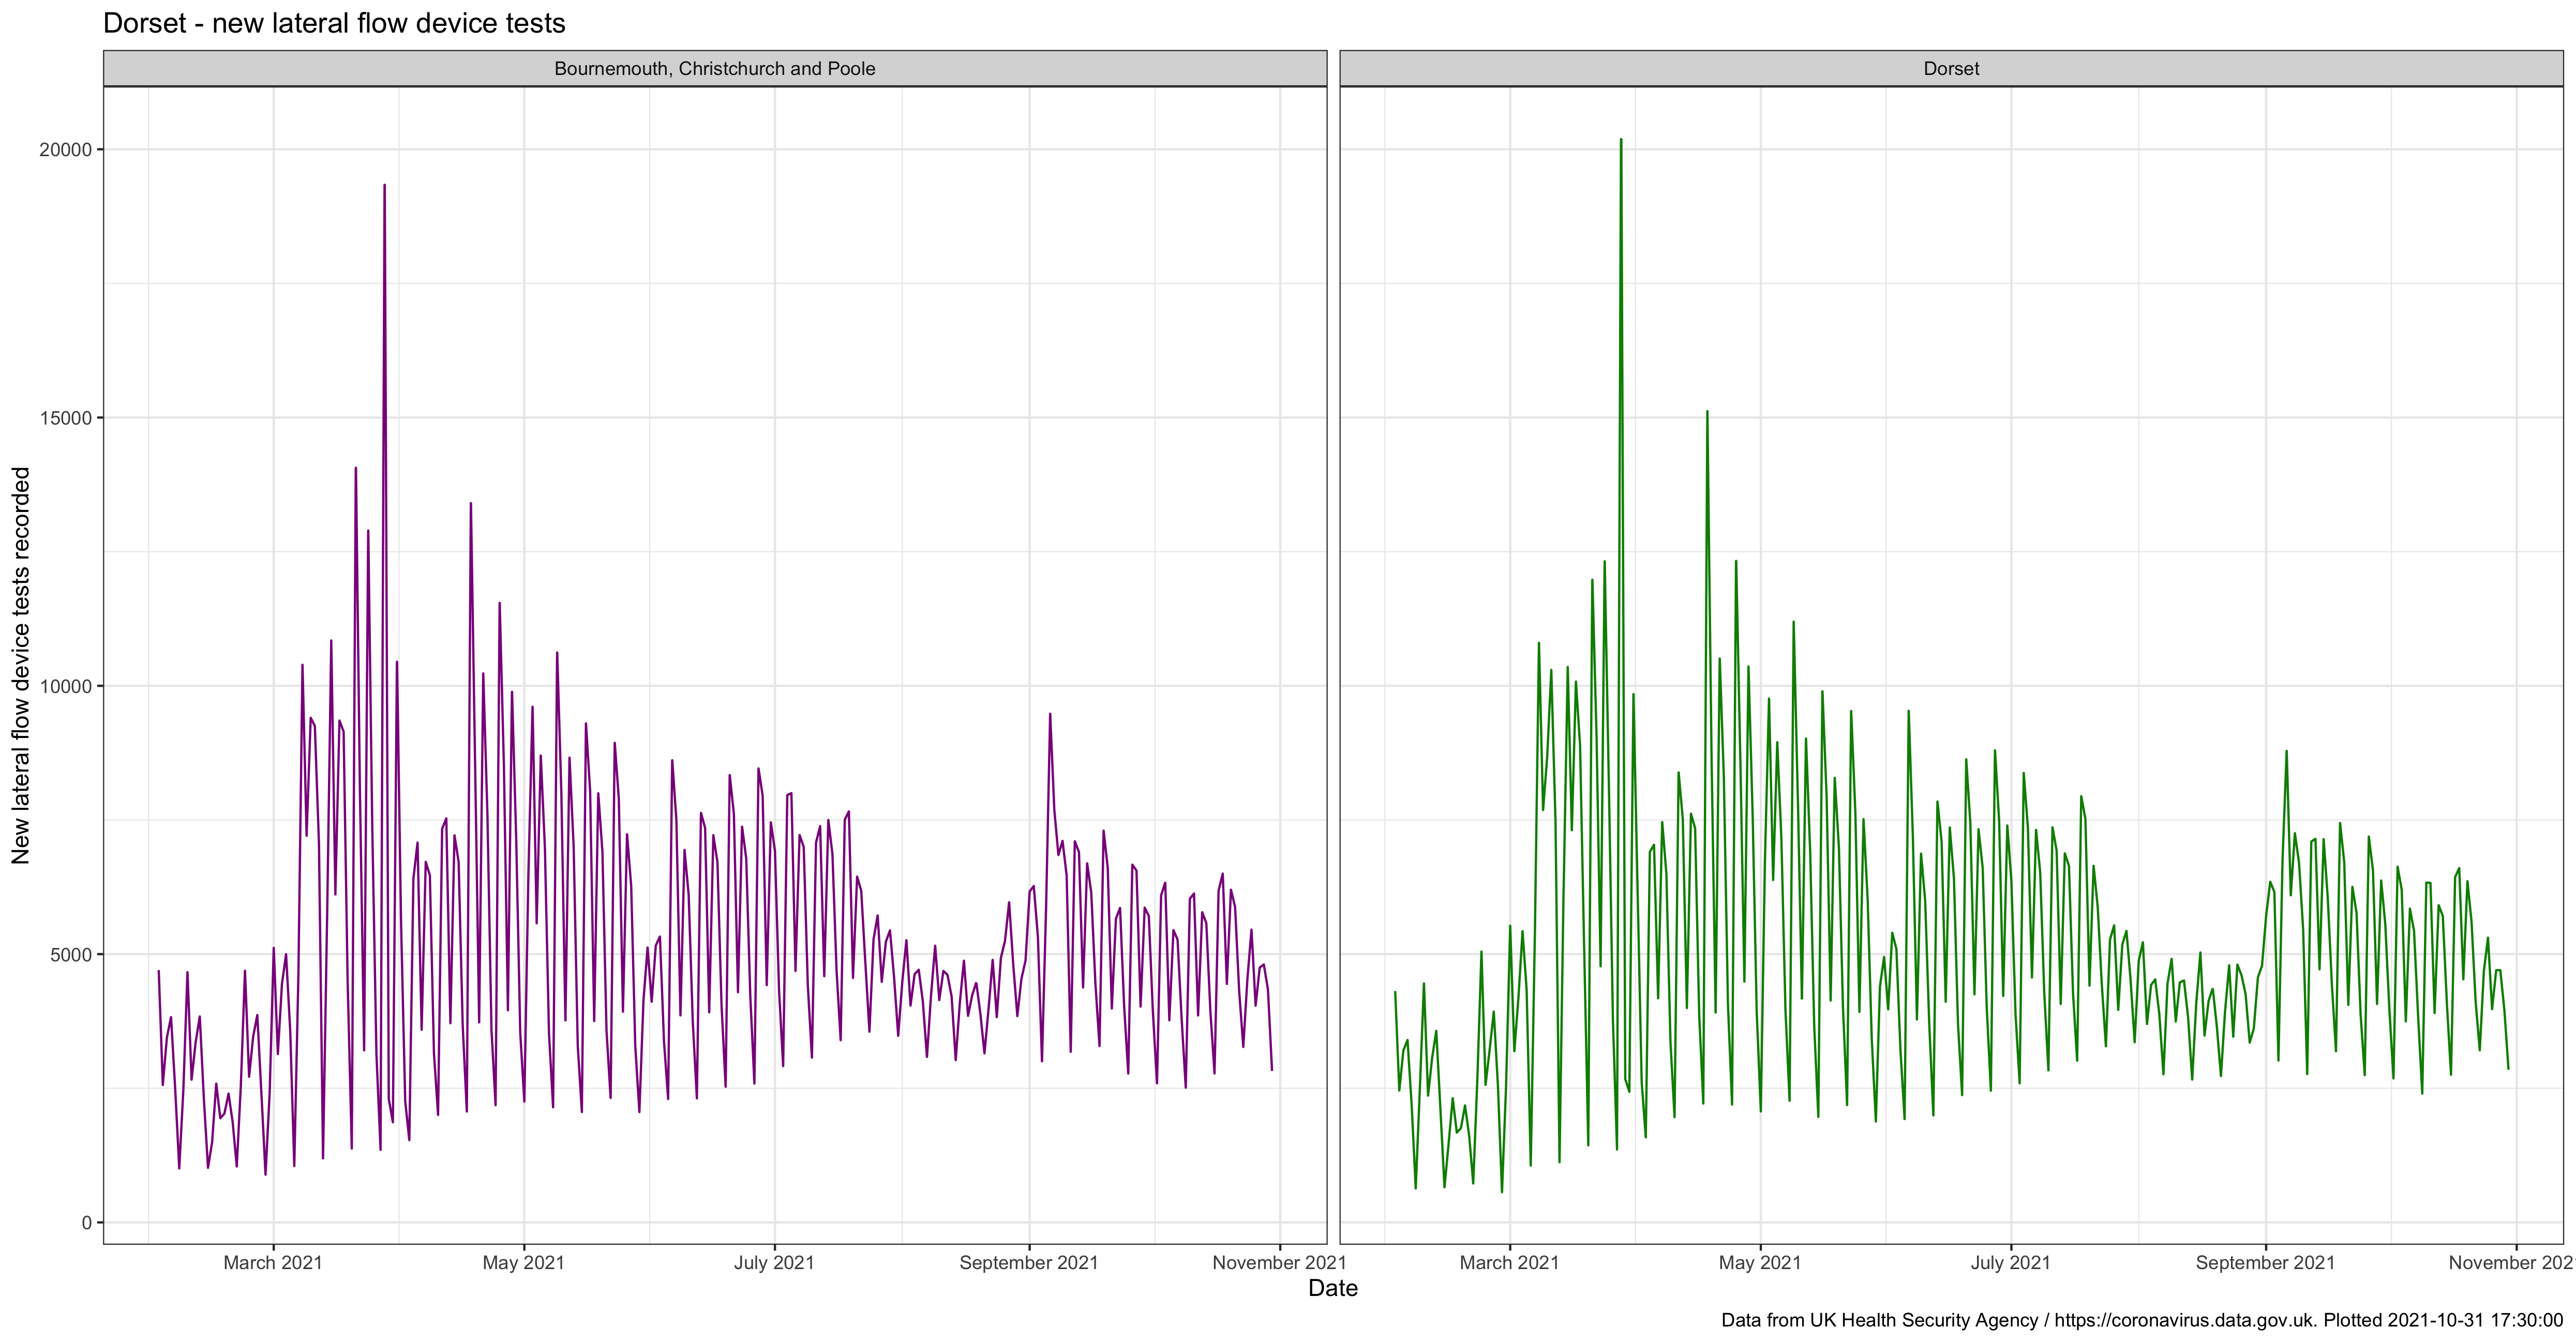 Dorset - new lateral flow device tests
Bournemouth, Christchurch and Poole
Dorset
New lateral flow device tests recorded
20000
15000
10000
5000
0
March 2021 May 2021 July 2021 September 2021 November 2021
March 2021 May 2021 July 2021 September 2021 November 202
Date
Data from UK Health Security Agency / https://coronavirus.data.gov.uk. Plotted 2021-10-31 17:30:00